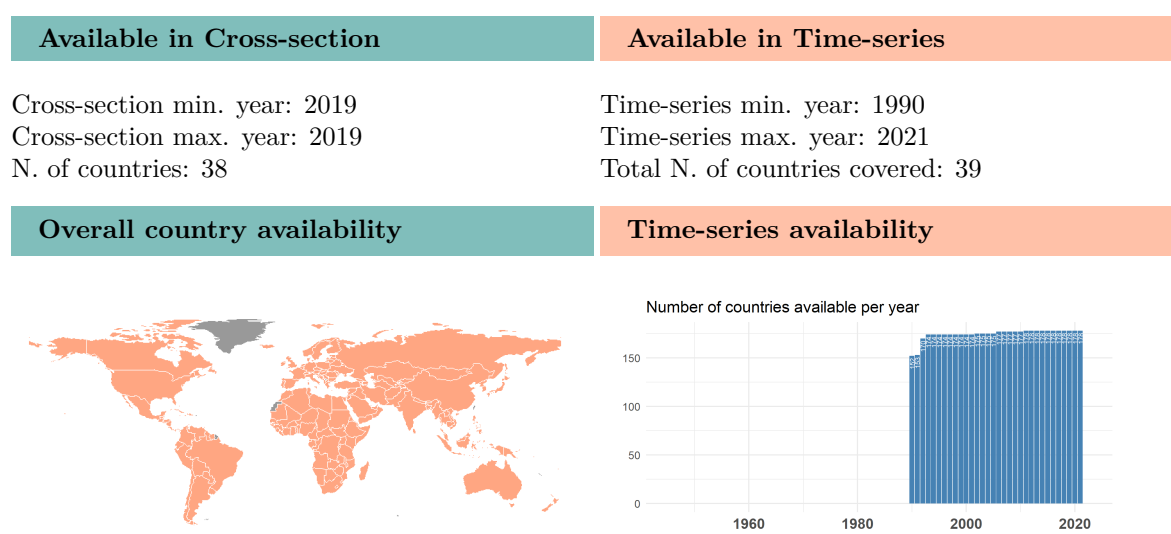 Available in Cross-section
Available in Time-series
Cross-section min. year: 2019
Cross-section max. year: 2019
N. of countries: 38
Time-series min. year: 1990
Time-series max. year: 2021
Total N. of countries covered: 39
Overall country availability
Time-series availability
Number of countries available per year
150
100
50
0
1960
1980
2000
2020